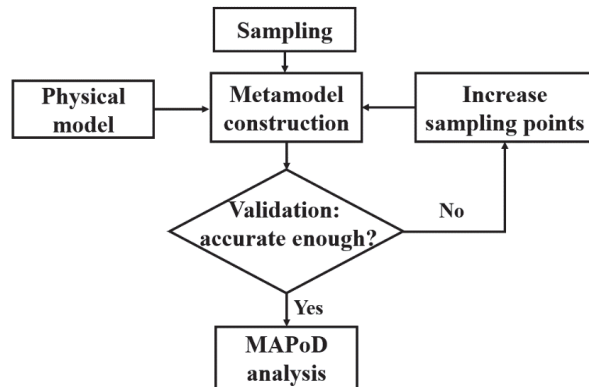 Sampling
Physical
model
Metamodel
construction
Increase
sampling points
Validation:
accurate enough?
No
Yes
MAPoD
analysis